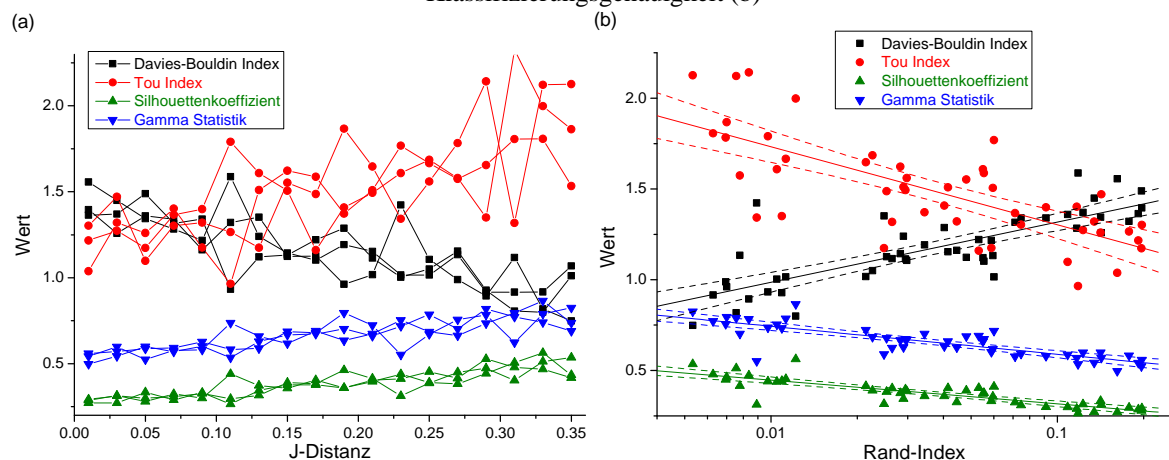 Klassifizierungsgenauigkeit (b)
(a)
Davies-Bouldin Index
Tou Index
Silhouettenkoeffizient
Gamma Statistik
2.0
1.5
1.0
0.5
Wert
0.00 0.05 0.10 0.15 0.20 0.25 0.30 0.35
J-Distanz
(b)
Davies-Bouldin Index
Tou Index
Silhouettenkoeffizient
Gamma Statistik
2.0
1.5
1.0
0.5
Wert
0.01 0.1
Rand-Index